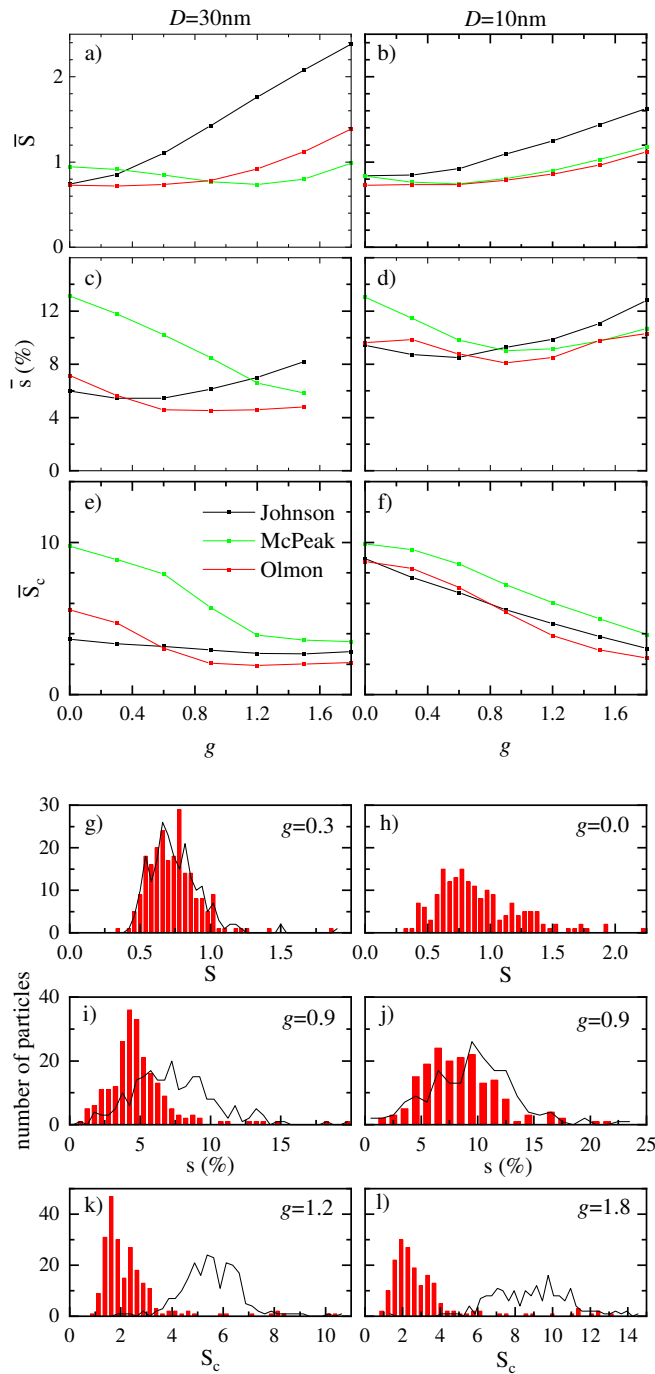 D=30nm D=10nm
a) b)
2
1
0
S̄
c) d)
12
8
4
0
s̄ (%)
e) f)
Johnson
McPeak
Olmon
10
0
S̄c
0.0 0.4 0.8 1.2 1.6 0.0 0.4 0.8 1.2 1.6
g g
30
20
10
0
g) g=0.3 h) g=0.0
0.0 0.5 1.0 1.5 0.0 0.5 1.0 1.5 2.0
S S
number of particles
40
20
0
i) g=0.9 j) g=0.9
0 5 10 15 0 5 10 15 20 25
s (%) s (%)
40
20
0
k) g=1.2 l) g=1.8
0 2 4 6 8 10 0 2 4 6 8 10 12 14
Sc Sc